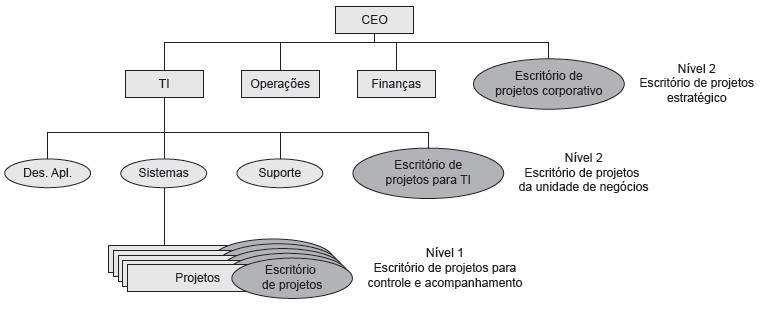 CEO
TI
Operações
Finanças
Escritório de
projetos corporativo
Nível 2
Escritório de projetos
estratégico
Des. Apl.
Sistemas
Suporte
Escritório de
projetos para TI
Nível 2
Escritório de projetos
da unidade de negócios
Projetos
Escritório
de projetos
Nível 1
Escritório de projetos para
controle e acompanhamento